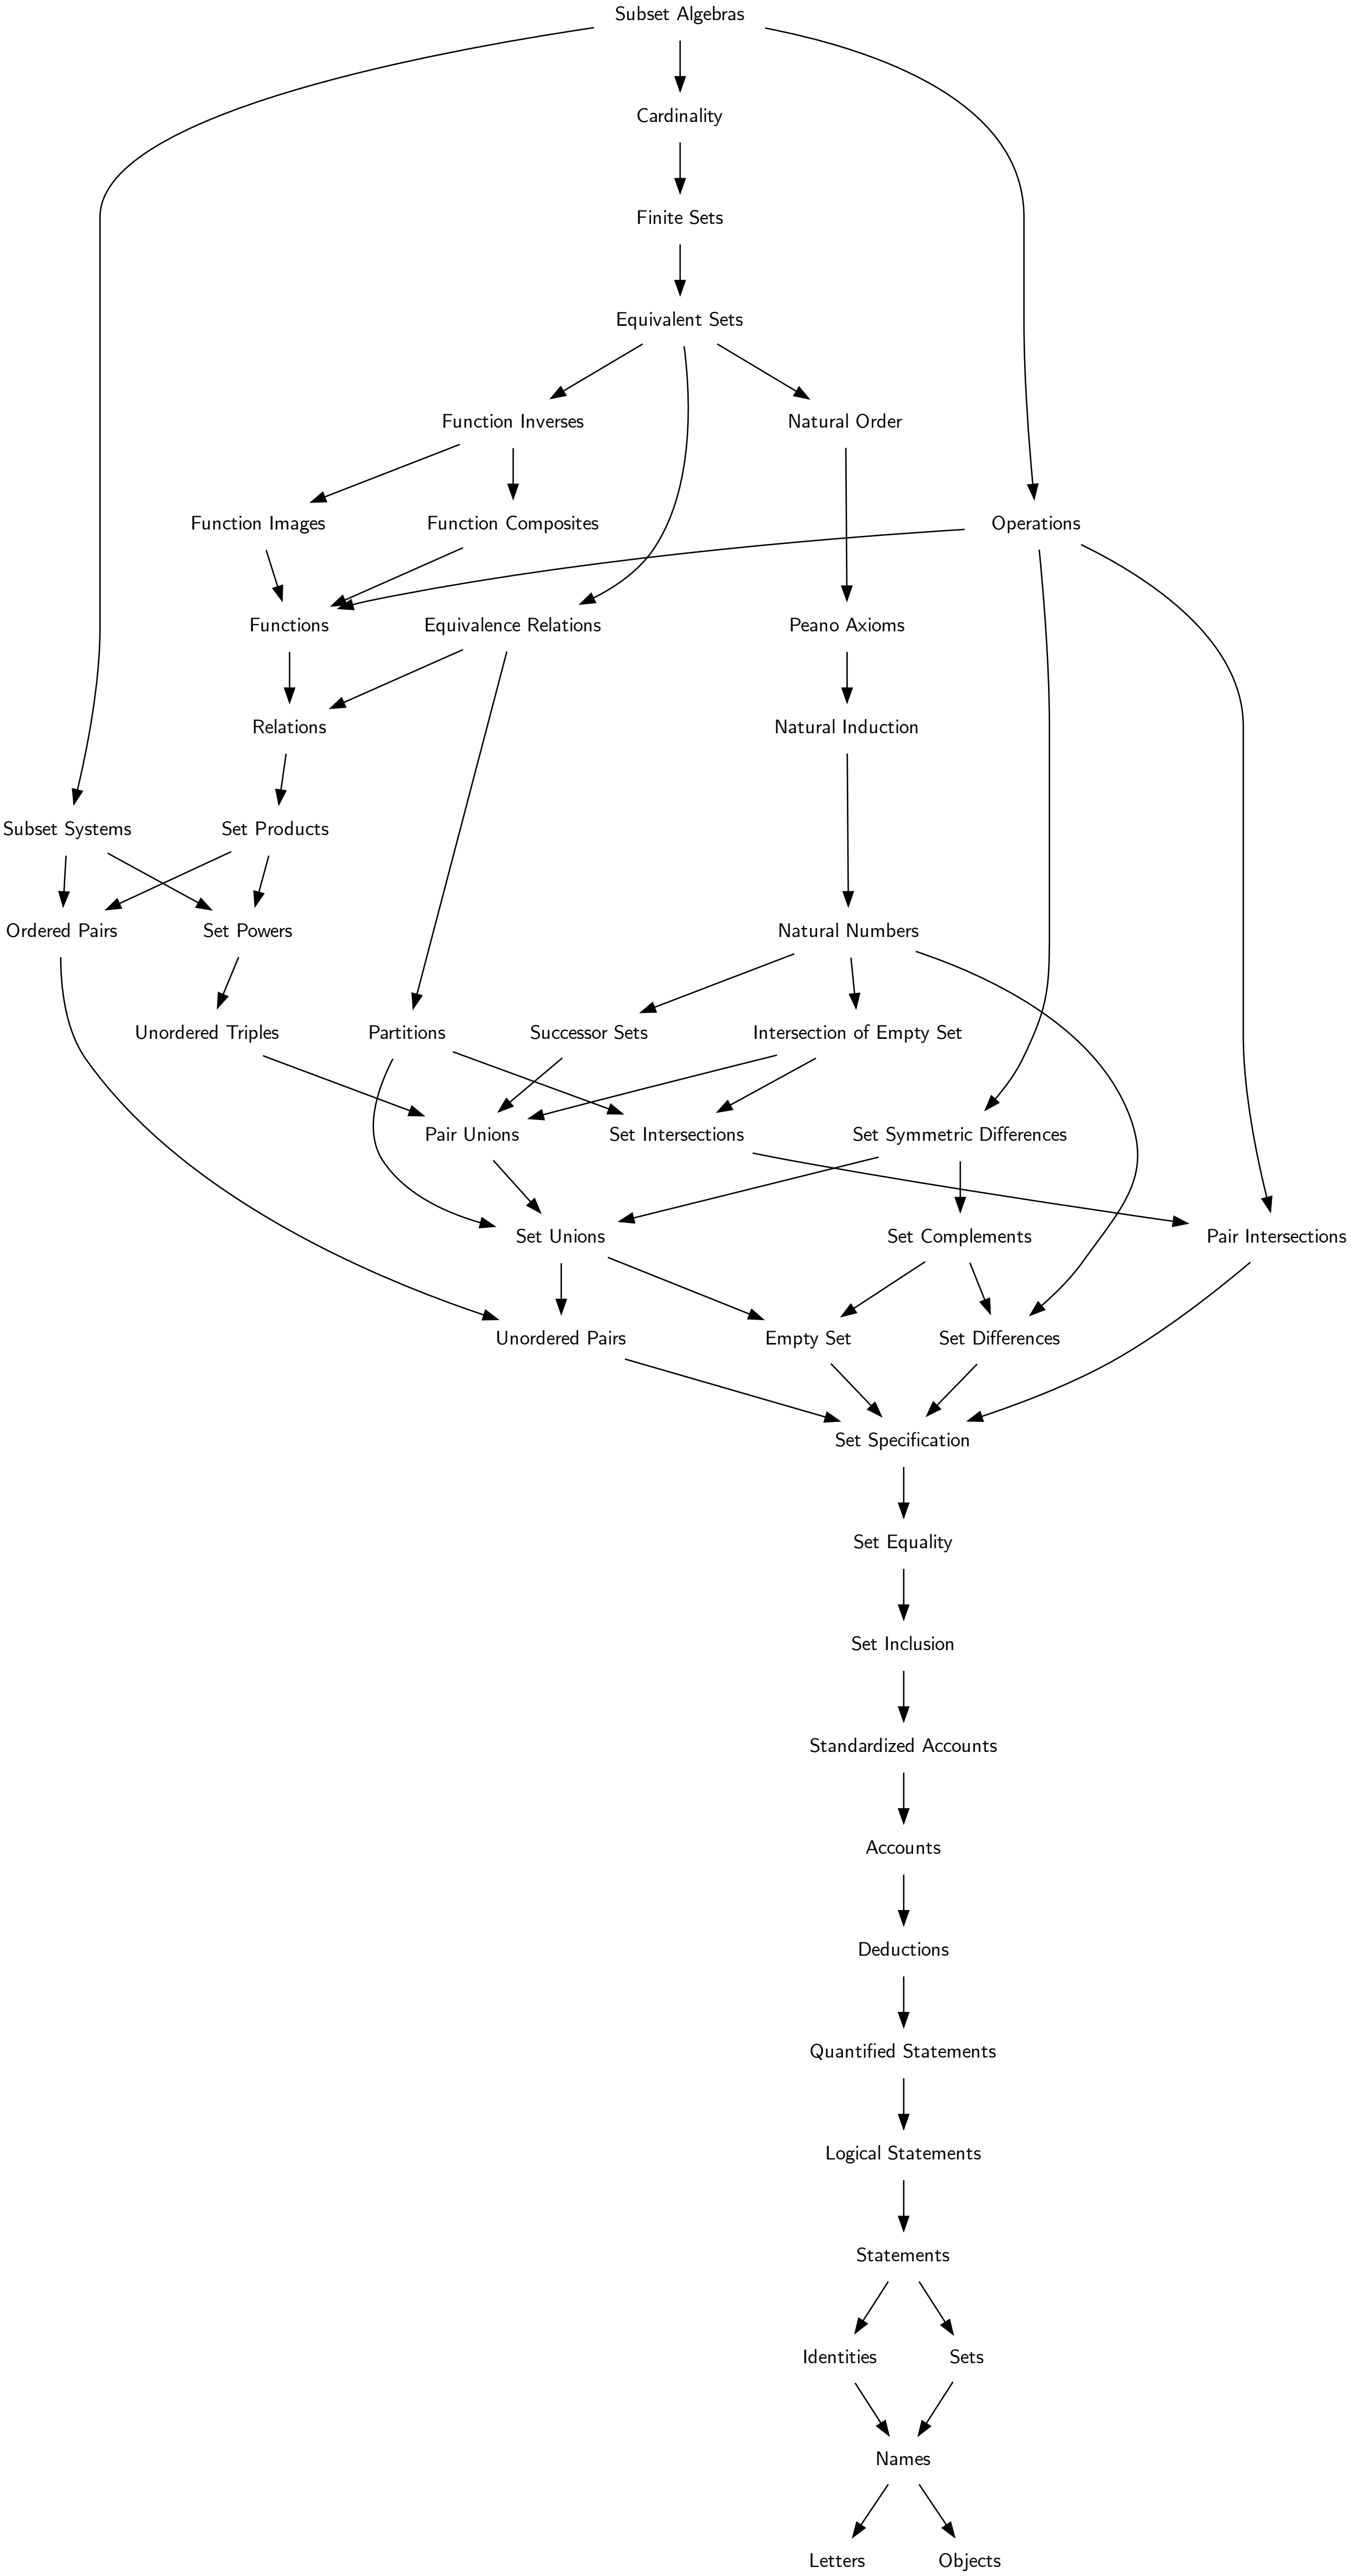 Subset Algebras
Cardinality
Finite Sets
Equivalent Sets
Function Inverses
Natural Order
Function Images
Function Composites
Operations
Functions
Equivalence Relations
Peano Axioms
Relations
Natural Induction
Subset Systems
Set Products
Ordered Pairs
Set Powers
Natural Numbers
Unordered Triples
Partitions
Successor Sets
Intersection of Empty Set
Pair Unions
Set Intersections
Set Symmetric Differences
Set Unions
Set Complements
Pair Intersections
Unordered Pairs
Empty Set
Set Differences
Set Specification
Set Equality
Set Inclusion
Standardized Accounts
Accounts
Deductions
Quantified Statements
Logical Statements
Statements
Identities
Sets
Names
Letters
Objects